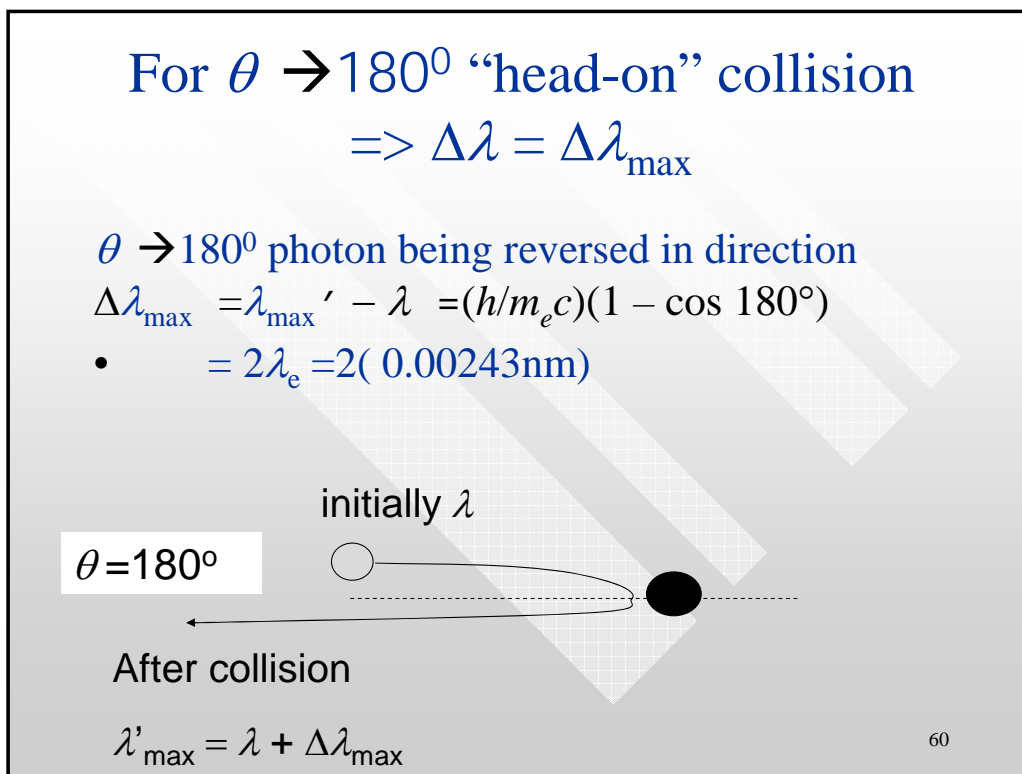 For θ ➔180⁰ “head-on” collision
=> Δλ = Δλₘₐₓ
θ ➔180⁰ photon being reversed in direction
Δλₘₐₓ =λₘₐₓ′ – λ =(h/mₑc)(1 – cos 180°)
• = 2λₑ =2( 0.00243nm)
initially λ
θ =180º
After collision
λ’ₘₐₓ = λ + Δλₘₐₓ
60